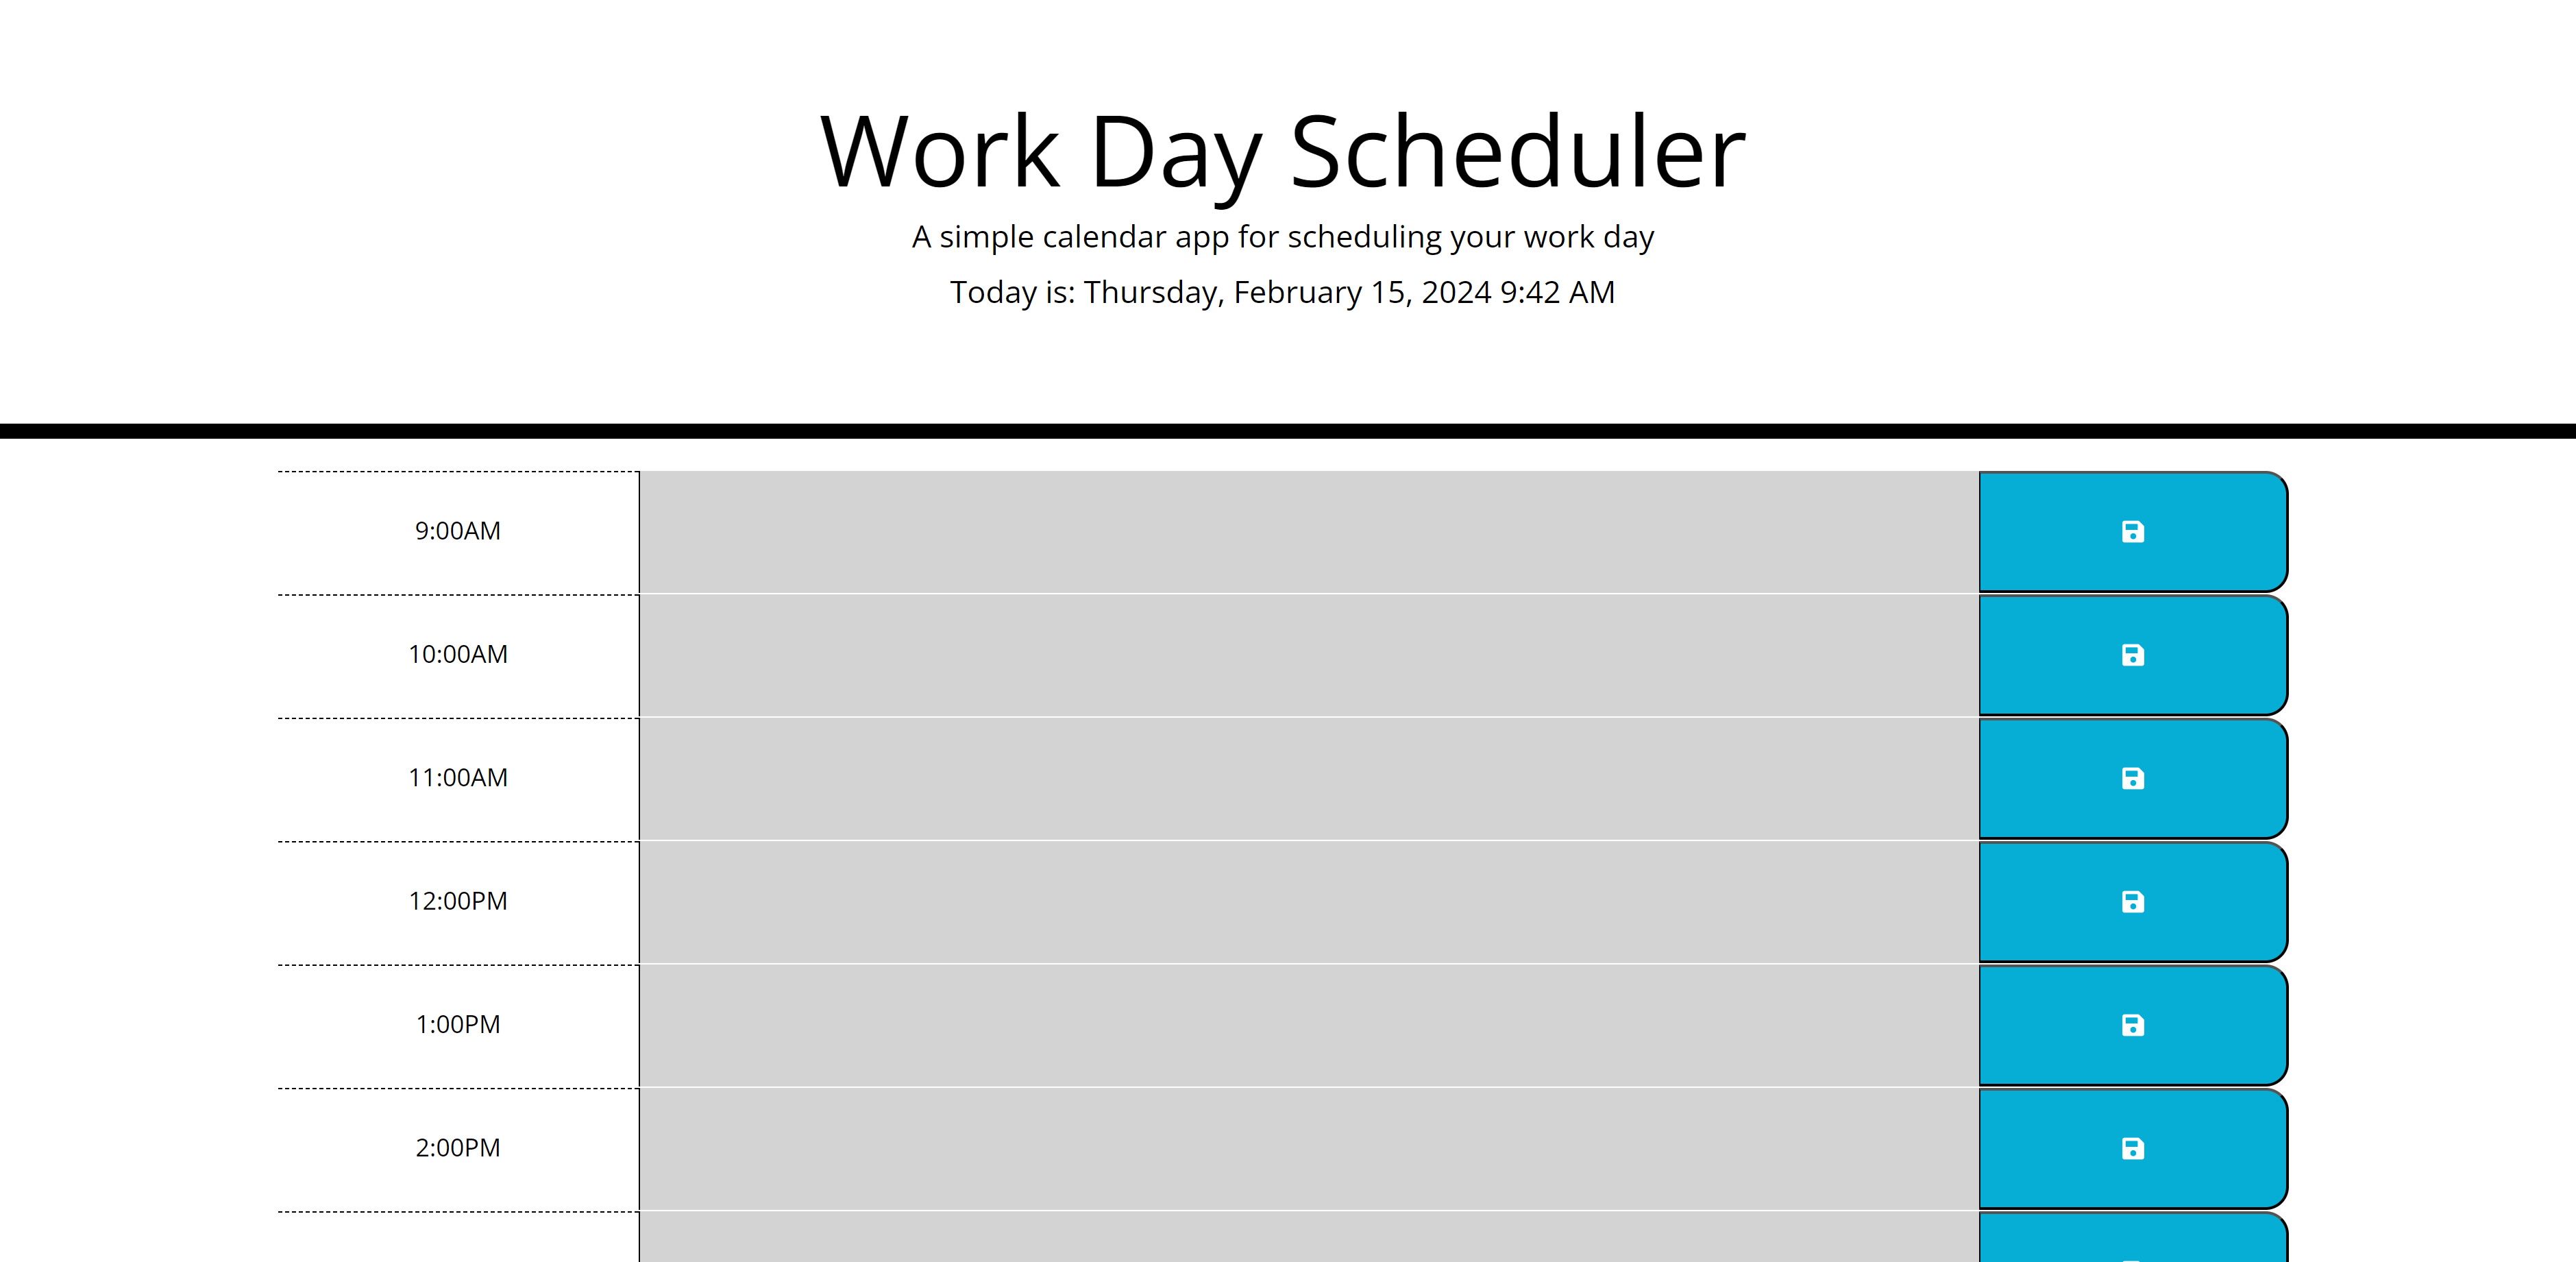 Work Day Scheduler
A simple calendar app for scheduling your work day
Today is: Thursday, February 15, 2024 9:42 AM
9:00AM
10:00AM
11:00AM
12:00PM
1:00PM
2:00PM